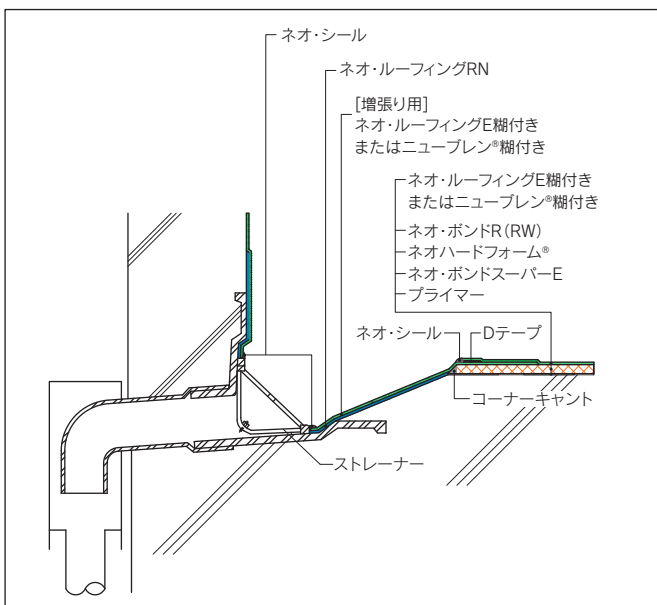 ネオ・シール
ネオ・ルーフィングRN
[増張り用]
ネオ・ルーフィングE糊付き
またはニューブレン®糊付き
ネオ・ルーフィングE糊付き
またはニューブレン®糊付き
ネオ・ボンドR(RW)
ネオハードフォーム®
ネオ・ボンドスーパーE
プライマー
ネオ・シール
Dテープ
コーナーキャント
ストレーナー